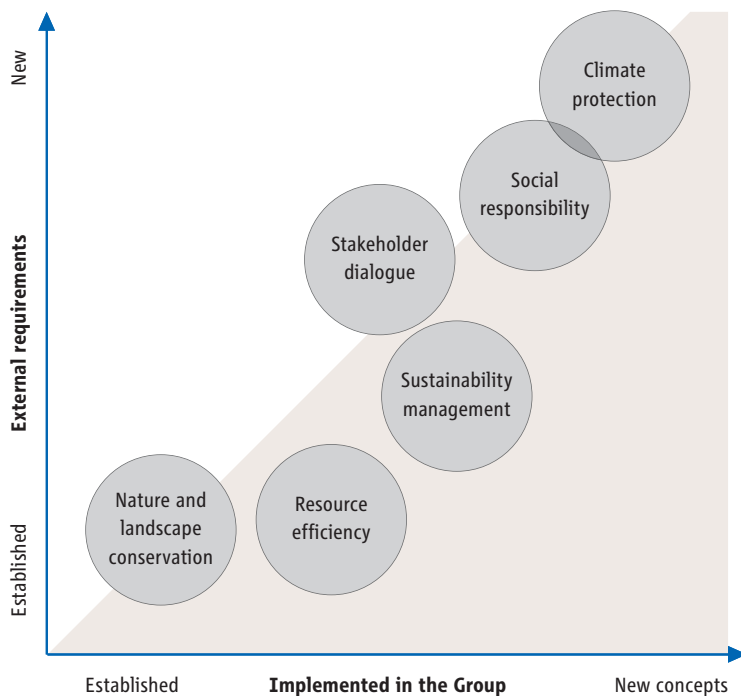 New
External requirements
Established
Climate
protection
Social
responsibility
Stakeholder
dialogue
Sustainability
management
Nature and
landscape
conservation
Resource
efficiency
Established
Implemented in the Group
New concepts